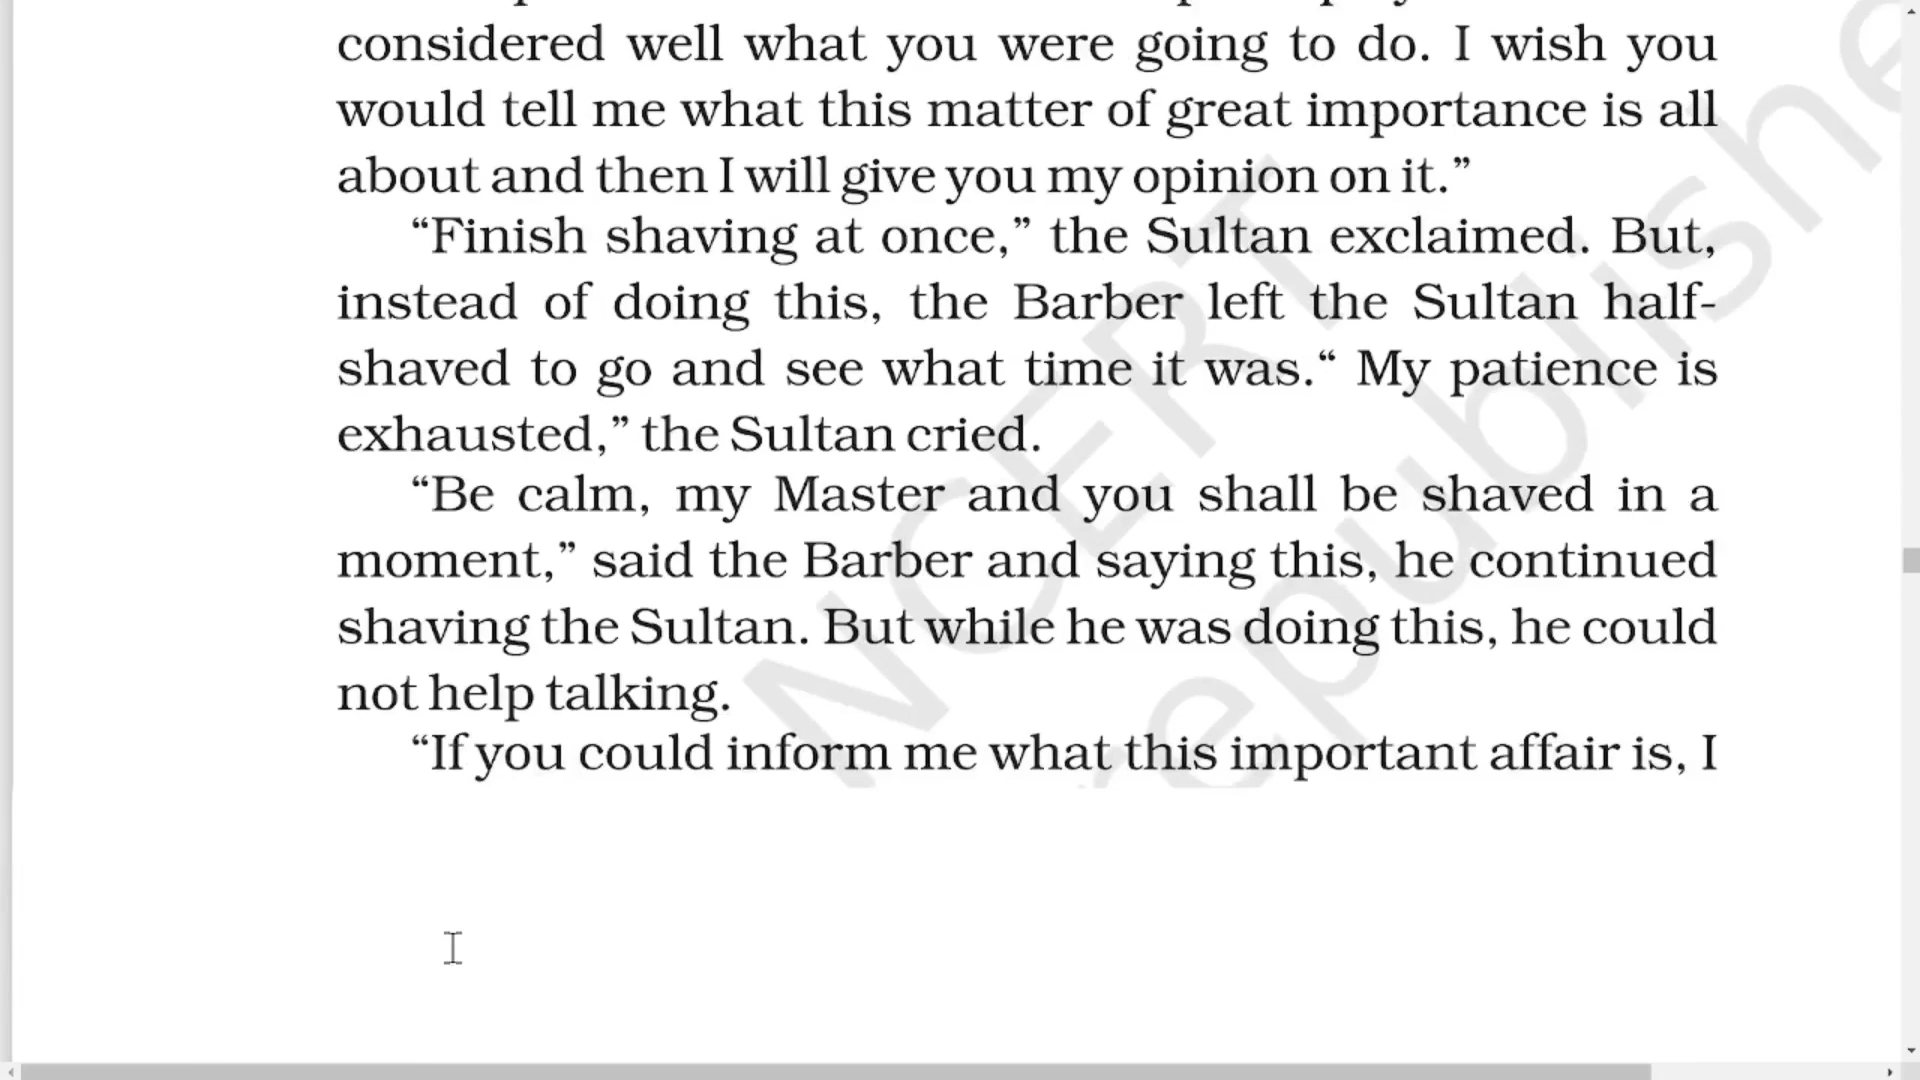 considered well what you were going to do. I wish you
would tell me what this matter of great importance is all
about and then I will give you my opinion on it.”
“Finish shaving at once,” the Sultan exclaimed. But,
instead of doing this, the Barber left the Sultan half-
shaved to go and see what time it was.“ My patience is
exhausted,” the Sultan cried.
“Be calm, my Master and you shall be shaved in a
moment,” said the Barber and saying this, he continued
shaving the Sultan. But while he was doing this, he could
not help talking.
“If you could inform me what this important affair is, I
NCERT
republishe